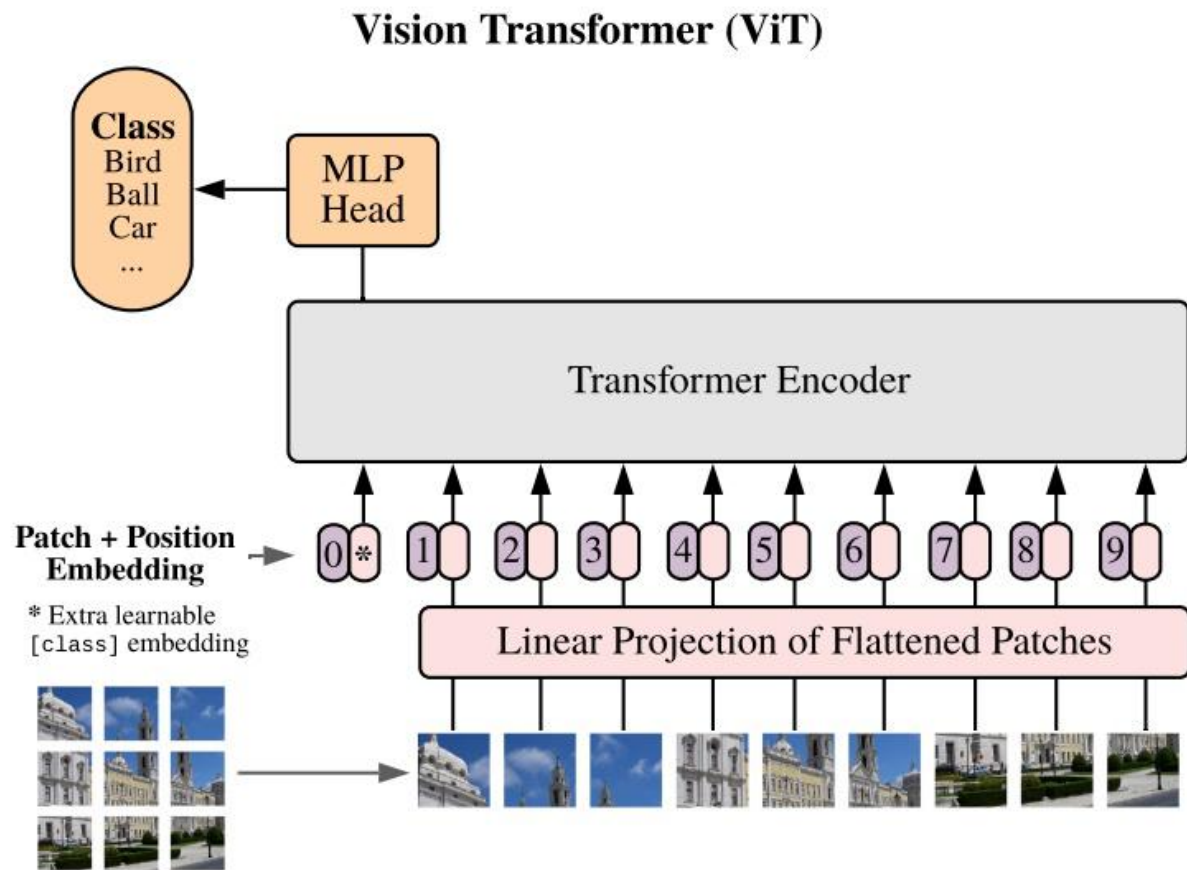 Vision Transformer (ViT)
Class
Bird
Ball
Car
...
MLP
Head
Transformer Encoder
Patch + Position
Embedding
0 * 1 2 3 4 5 6 7 8 9
* Extra learnable
[class] embedding
Linear Projection of Flattened Patches